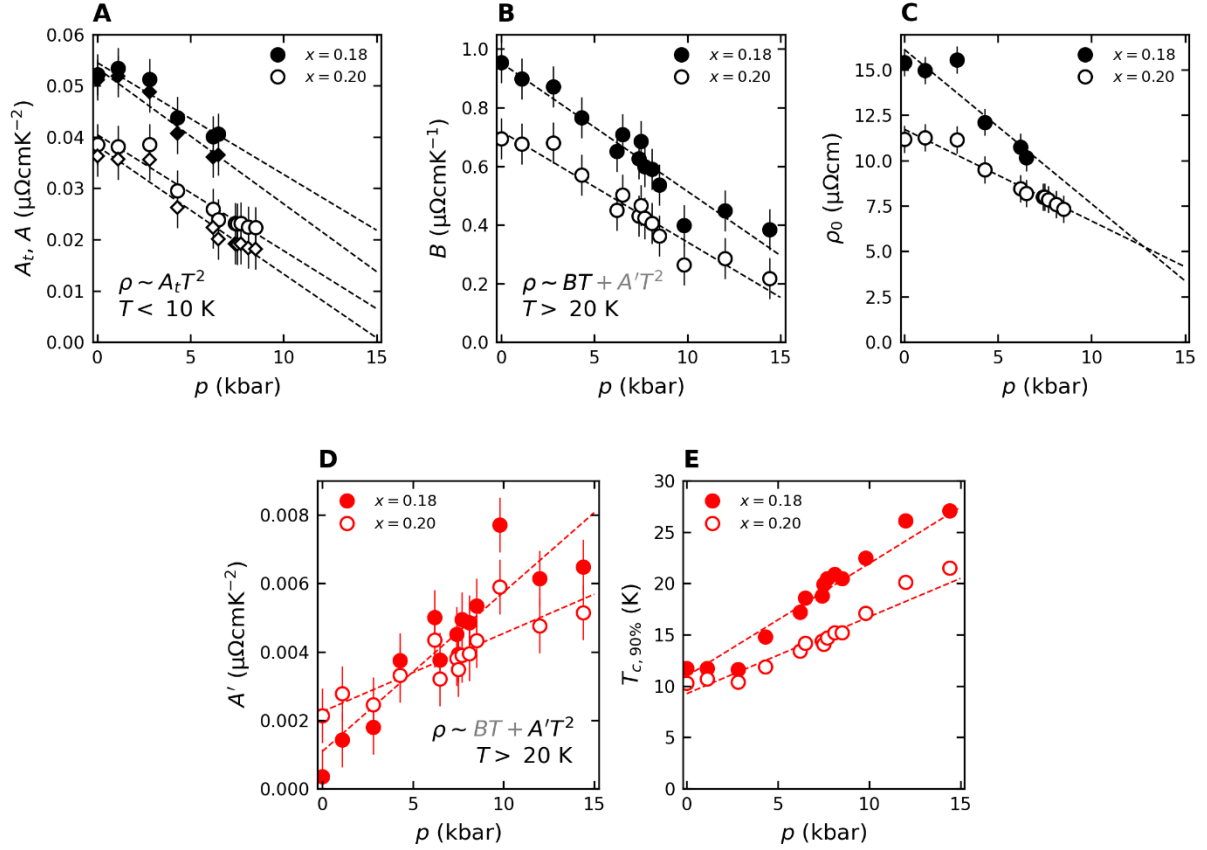 A
0.06
0.05
0.04
0.03
0.02
0.01
0.00
Aₜ, A (μΩcmK⁻²)
x = 0.18
x = 0.20
ρ ∼ AₜT²
T < 10 K
0 5 10 15
p (kbar)
B
1.0
0.8
0.6
0.4
0.2
0.0
B (μΩcmK⁻¹)
x = 0.18
x = 0.20
ρ ∼ BT + A′T²
T > 20 K
0 5 10 15
p (kbar)
C
15.0
12.5
10.0
7.5
5.0
2.5
0.0
ρ₀ (μΩcm)
x = 0.18
x = 0.20
0 5 10 15
p (kbar)
D
0.008
0.006
0.004
0.002
0.000
A′ (μΩcmK⁻²)
x = 0.18
x = 0.20
ρ ∼ BT + A′T²
T > 20 K
0 5 10 15
p (kbar)
E
30
25
20
15
10
5
0
T_{c, 90%} (K)
x = 0.18
x = 0.20
0 5 10 15
p (kbar)